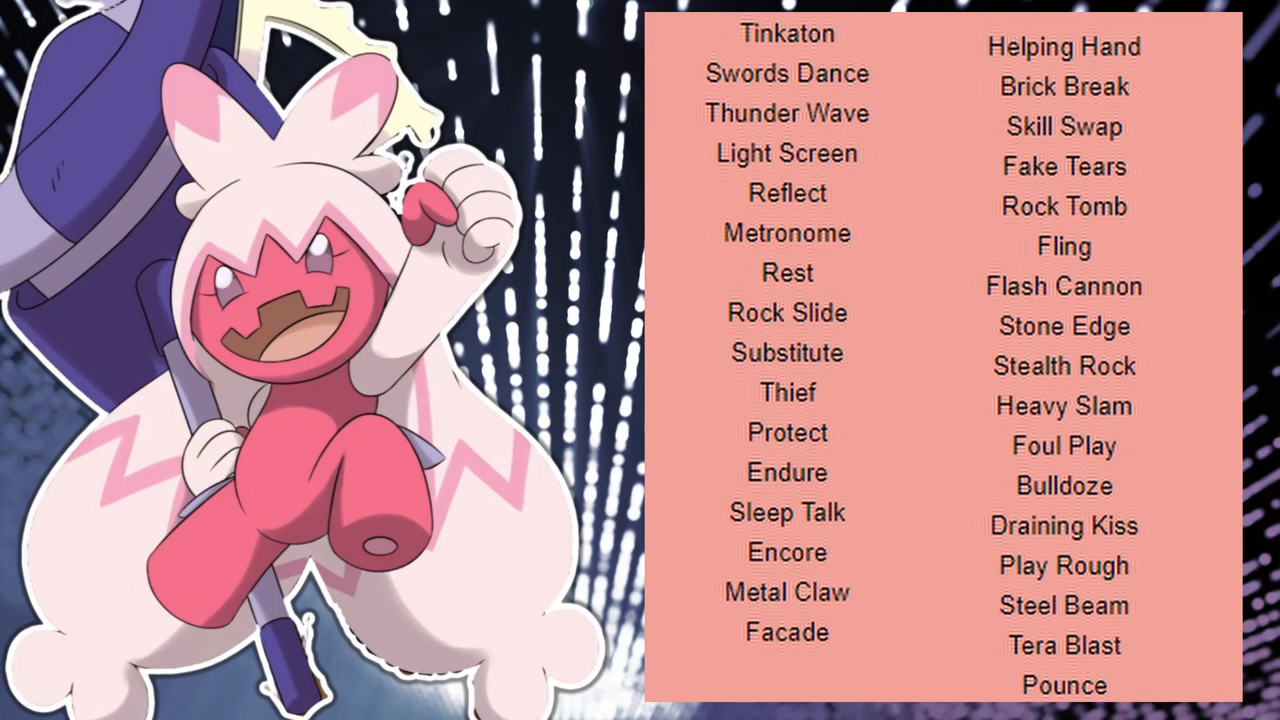 Tinkaton
Swords Dance
Thunder Wave
Light Screen
Reflect
Metronome
Rest
Rock Slide
Substitute
Thief
Protect
Endure
Sleep Talk
Encore
Metal Claw
Facade
Helping Hand
Brick Break
Skill Swap
Fake Tears
Rock Tomb
Fling
Flash Cannon
Stone Edge
Stealth Rock
Heavy Slam
Foul Play
Bulldoze
Draining Kiss
Play Rough
Steel Beam
Tera Blast
Pounce